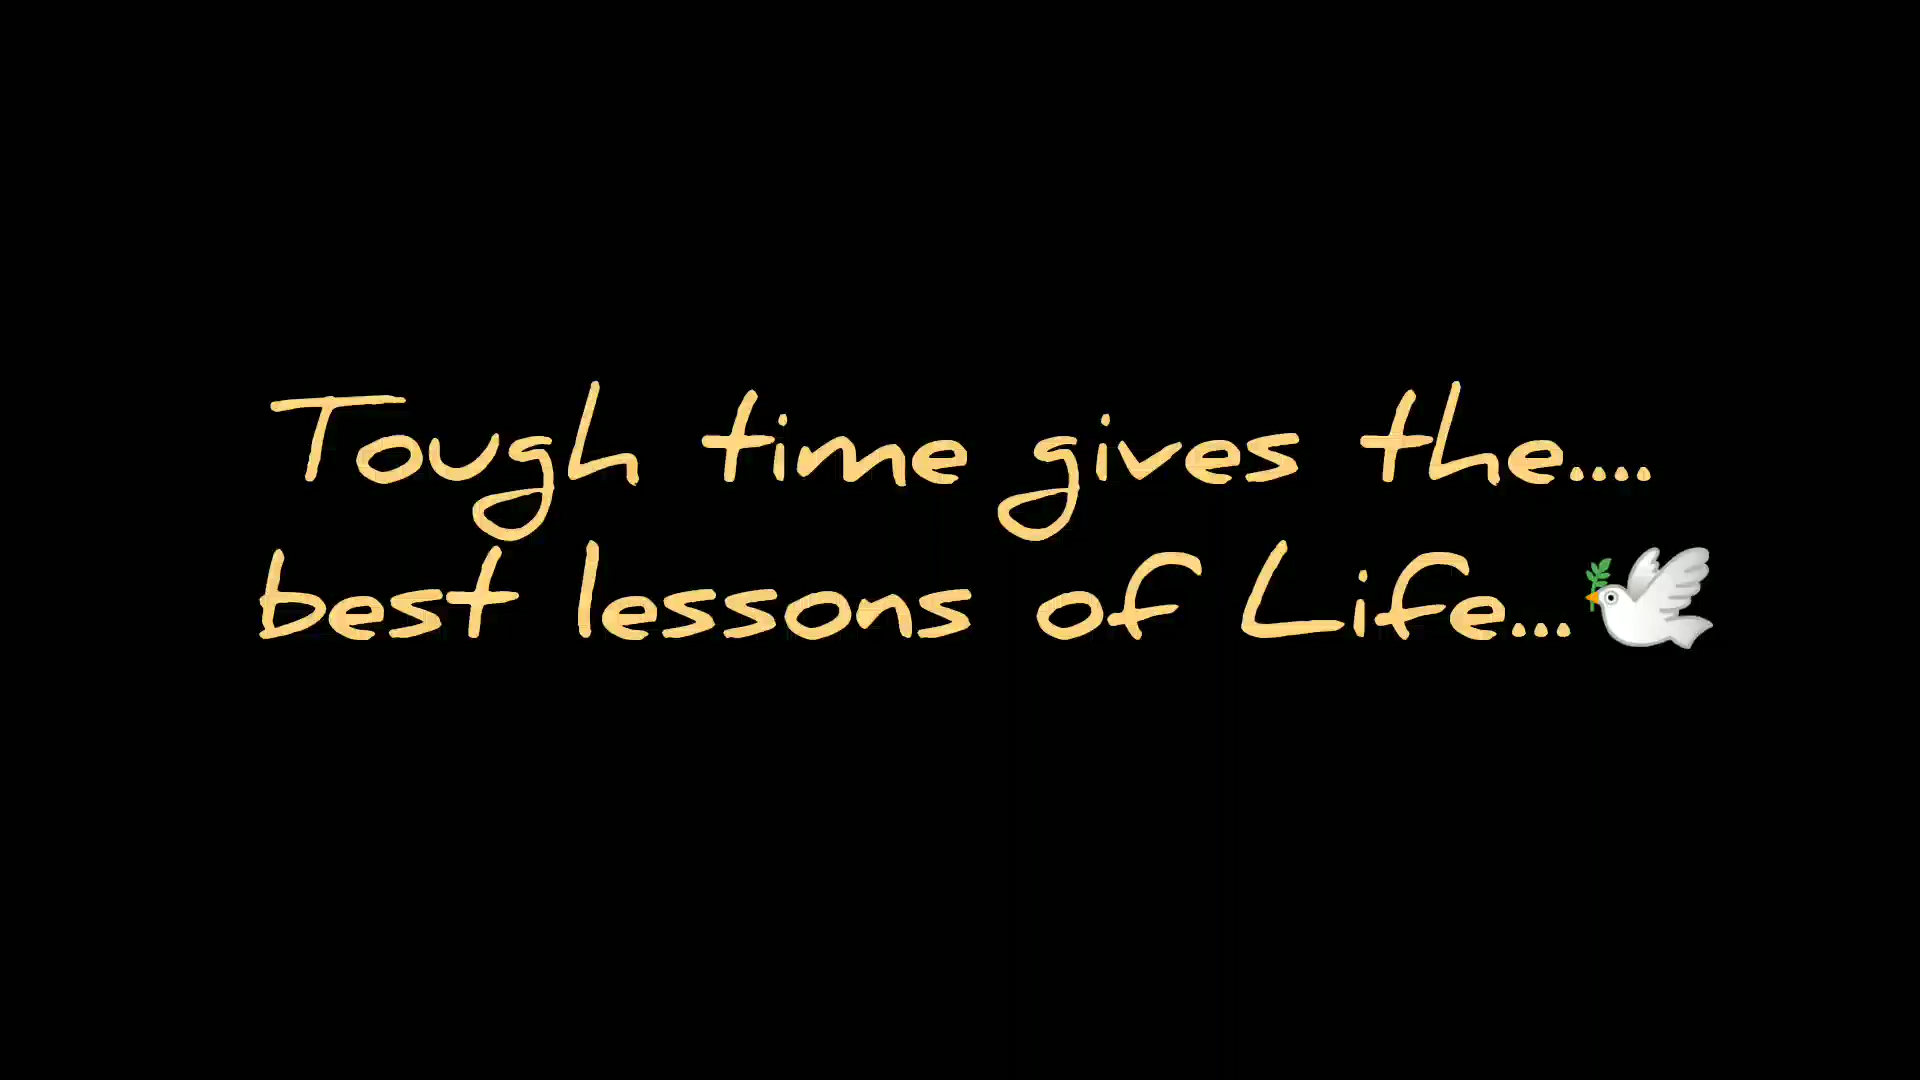 Tough time gives the....
best lessons of Life...🕊️